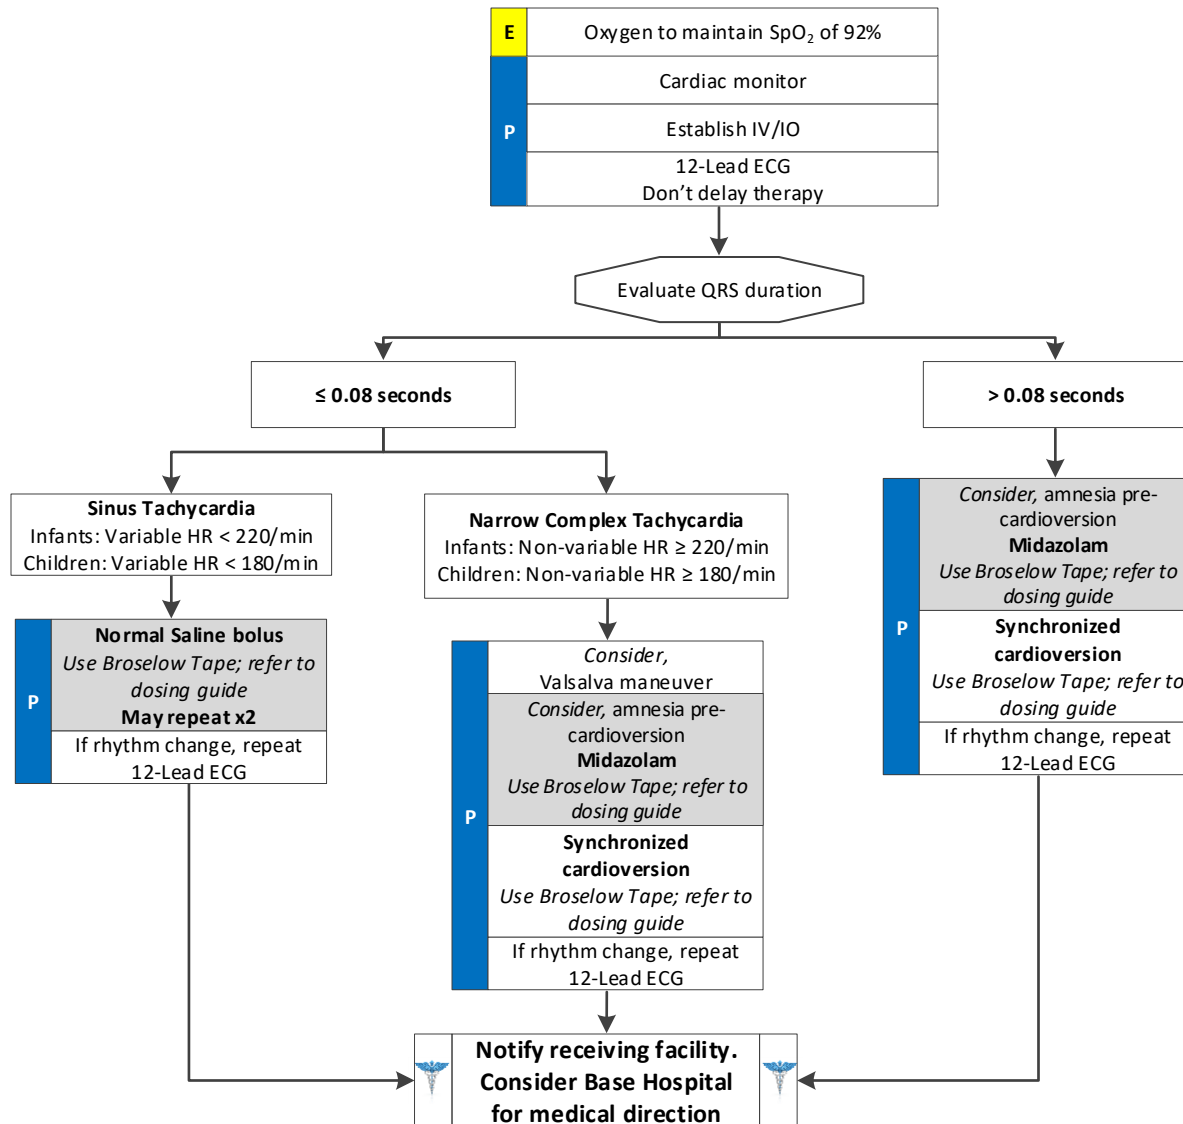 E
Oxygen to maintain SpO₂ of 92%
P
Cardiac monitor
Establish IV/IO
12-Lead ECG
Don’t delay therapy
Evaluate QRS duration
≤ 0.08 seconds
> 0.08 seconds
Sinus Tachycardia
Infants: Variable HR < 220/min
Children: Variable HR < 180/min
P
Normal Saline bolus
Use Broselow Tape; refer to
dosing guide
May repeat x2
If rhythm change, repeat
12-Lead ECG
Narrow Complex Tachycardia
Infants: Non-variable HR ≥ 220/min
Children: Non-variable HR ≥ 180/min
P
Consider,
Valsalva maneuver
Consider, amnesia pre-
cardioversion
Midazolam
Use Broselow Tape; refer to
dosing guide
Synchronized
cardioversion
Use Broselow Tape; refer to
dosing guide
If rhythm change, repeat
12-Lead ECG
P
Consider, amnesia pre-
cardioversion
Midazolam
Use Broselow Tape; refer to
dosing guide
Synchronized
cardioversion
Use Broselow Tape; refer to
dosing guide
If rhythm change, repeat
12-Lead ECG
Notify receiving facility.
Consider Base Hospital
for medical direction